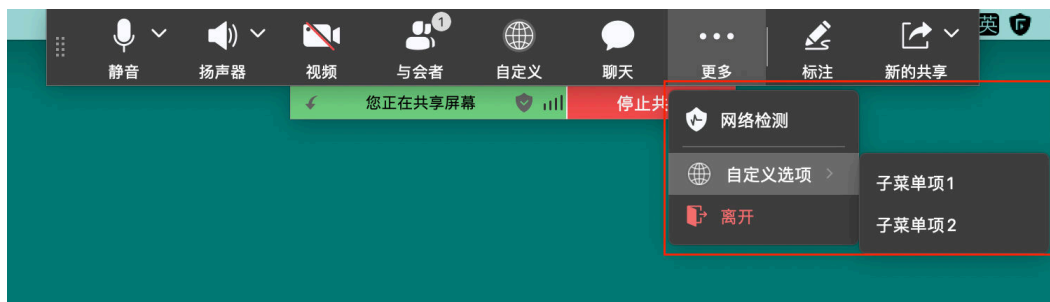 1
英
静音 扬声器 视频 与会者 自定义 聊天 更多 标注 新的共享
您正在共享屏幕 停止共
网络检测
自定义选项
子菜单项1
离开
子菜单项2